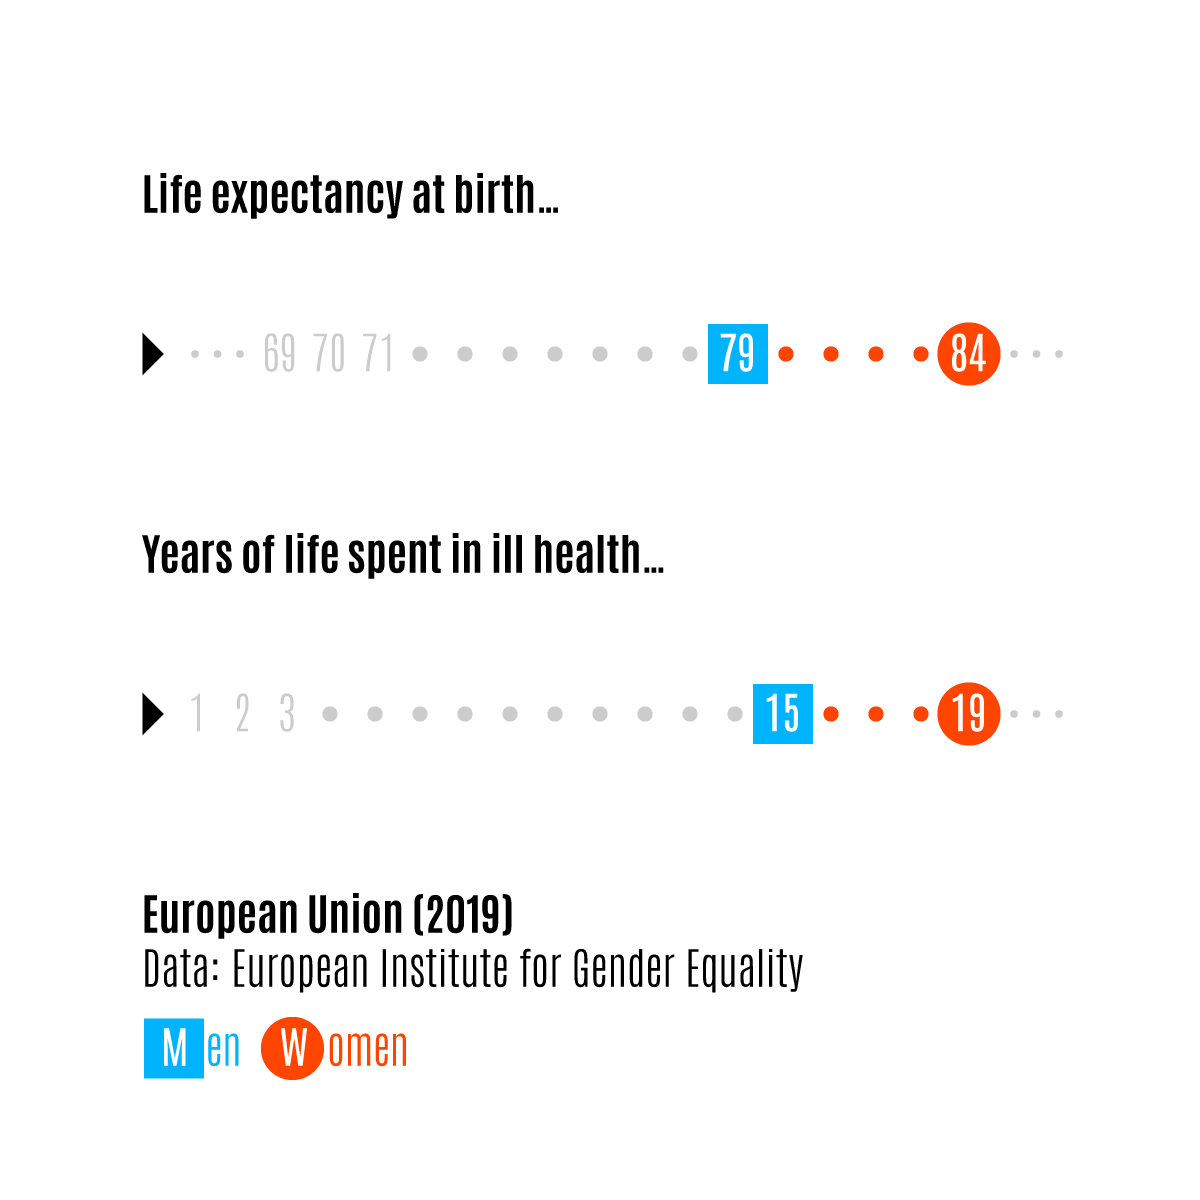 Life expectancy at birth...
69 70 71 79 84
Years of life spent in ill health...
1 2 3 15 19
European Union (2019)
Data: European Institute for Gender Equality
Men Women